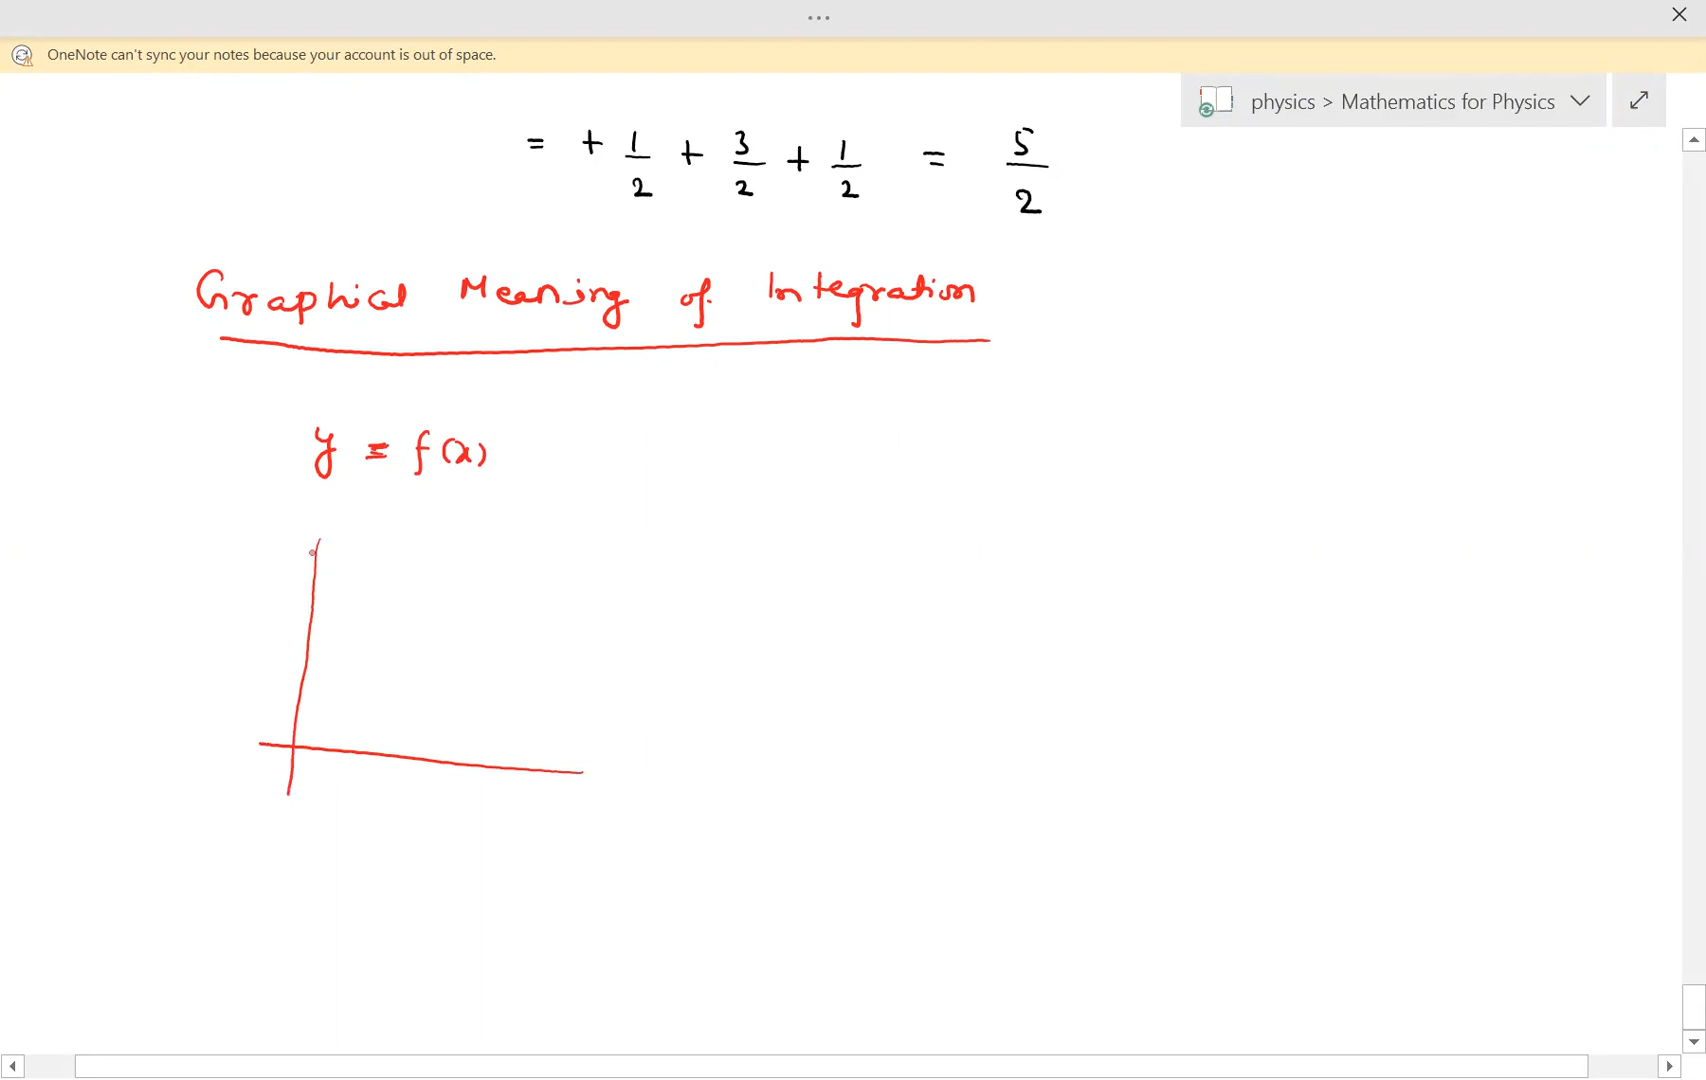 OneNote can't sync your notes because your account is out of space.
physics > Mathematics for Physics
= + 1/2 + 3/2 + 1/2 = 5/2
Graphical Meaning of Integration
y = f(x)